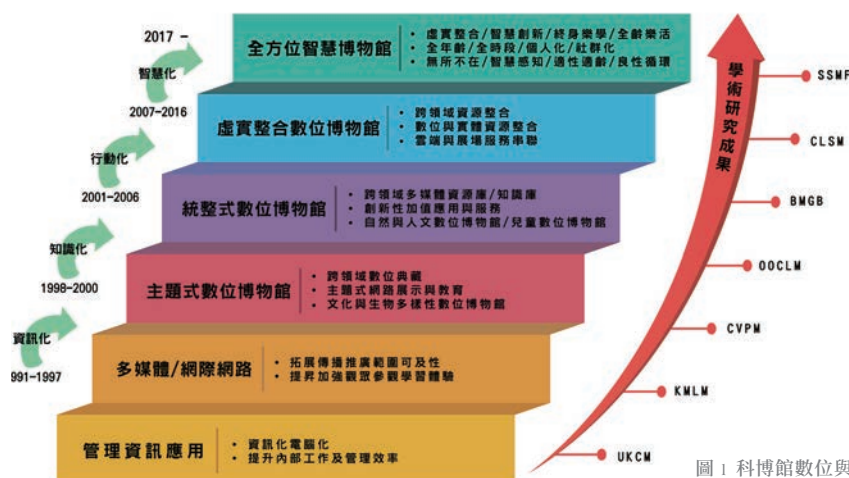 2017 -
智慧化
2007-2016
行動化
2001-2006
知識化
1998-2000
資訊化
991-1997
全方位智慧博物館
• 虛實整合/智慧創新/終身樂學/全齡樂活
• 全年齡/全時段/個人化/社群化
• 無所不在/智慧感知/適性適齡/良性循環
虛實整合數位博物館
• 跨領域資源整合
• 數位與實體資源整合
• 雲端與展場服務串聯
統整式數位博物館
• 跨領域多媒體資源庫/知識庫
• 創新性加值應用與服務
• 自然與人文數位博物館/兒童數位博物館
主題式數位博物館
• 跨領域數位典藏
• 主題式網路展示與教育
• 文化與生物多樣性數位博物館
多媒體/網際網路
• 拓展傳播推廣範圍可及性
• 提昇加強觀眾參觀學習體驗
管理資訊應用
• 資訊化電腦化
• 提升內部工作及管理效率
學術研究成果
SSMF
CLSM
BMGB
OOCLM
CVPM
KMLM
UKCM
圖 1 科博館數位與